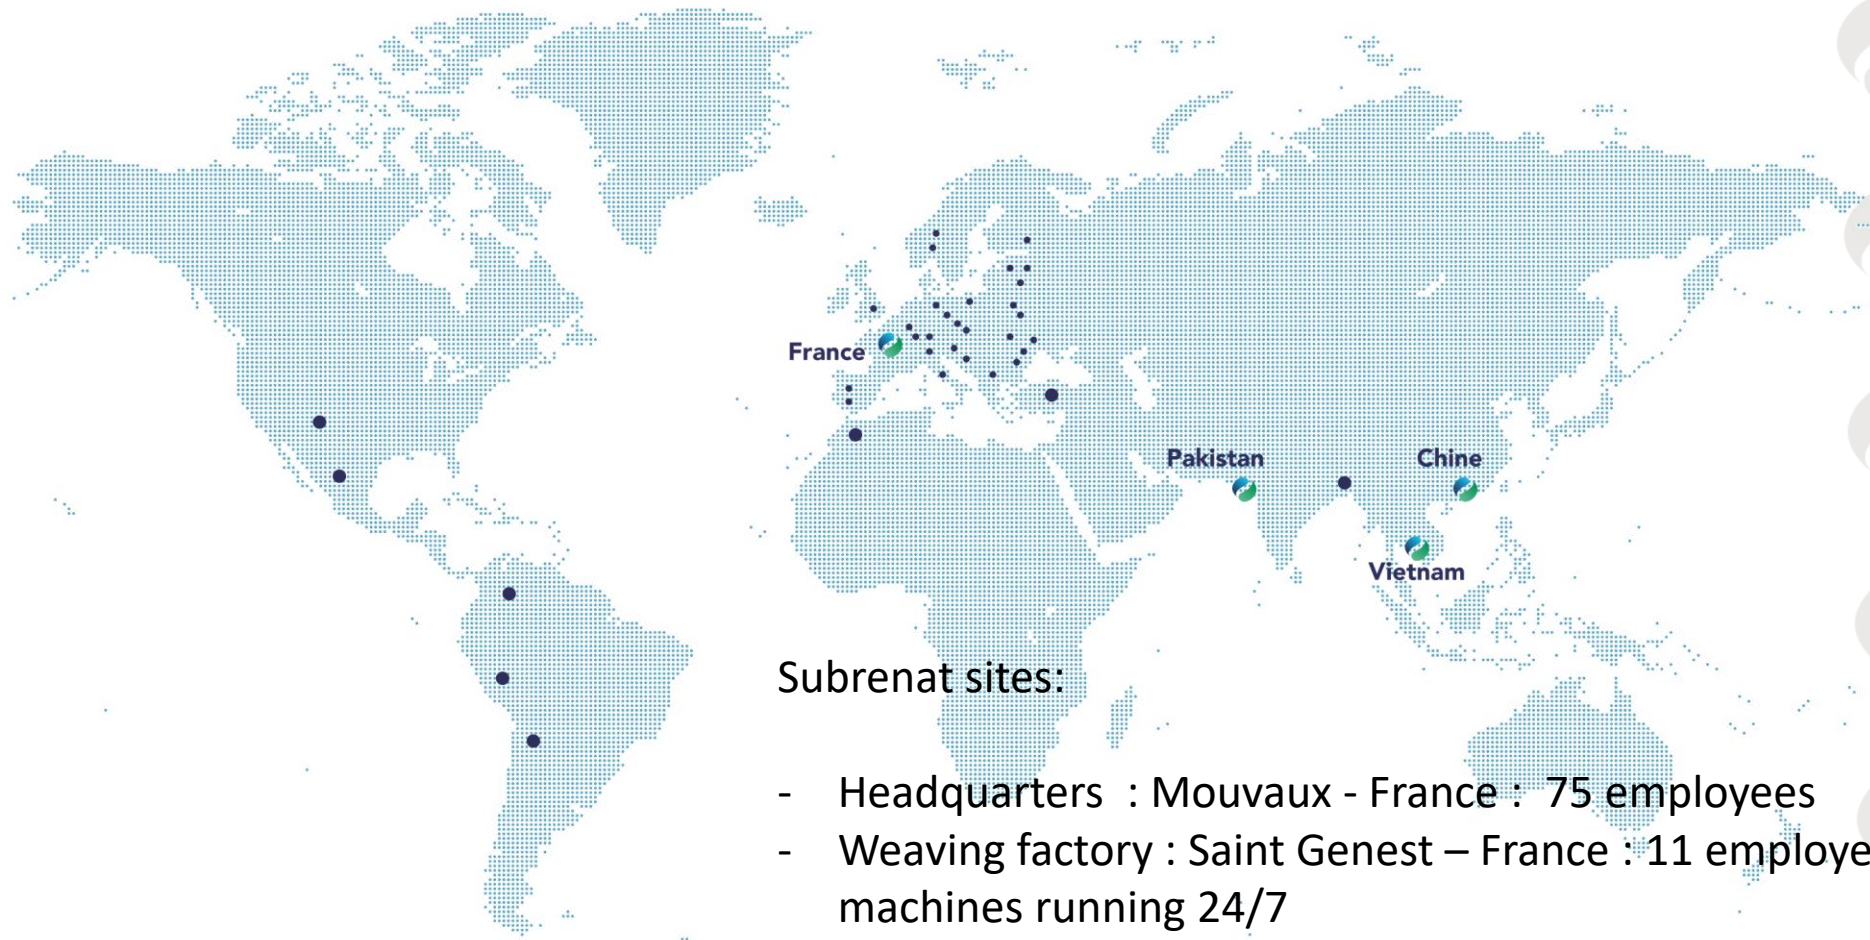 France
Pakistan
Chine
Vietnam
Subrenat sites:
- Headquarters : Mouvaux - France : 75 employees
- Weaving factory : Saint Genest – France : 11 employe
machines running 24/7